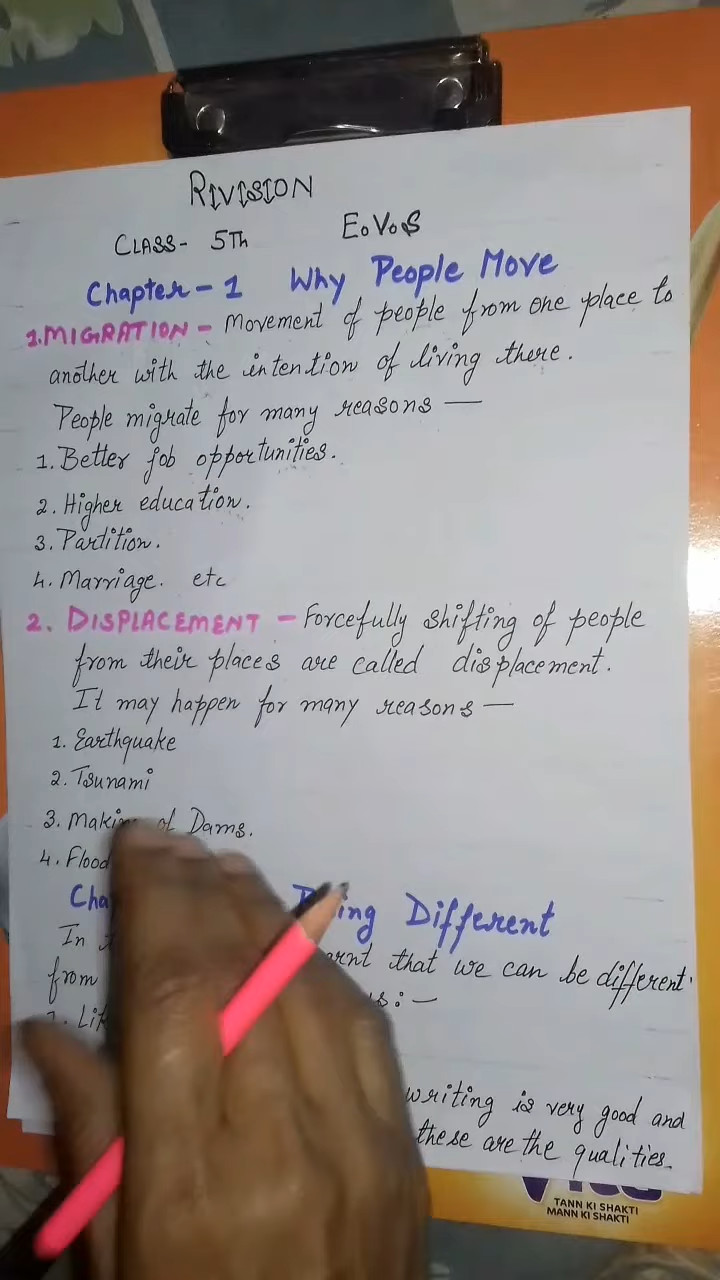 RIVISION
CLASS- 5Th E.V.S
Chapter-1 Why People Move
1.MIGRATION - Movement of people from one place to
another with the intention of living there.
People migrate for many reasons —
1. Better job opportunities.
2. Higher education.
3. Partition.
4. Marriage. etc
2. DISPLACEMENT - Forcefully shifting of people
from their places are called displacement.
It may happen for many reasons —
1. Earthquake
2. Tsunami
3. Making of Dams.
4. Flood
Different
In that we can be different
from
writing is very good and
these are the qualities.
TANN KI SHAKTI
MANN KI SHAKTI